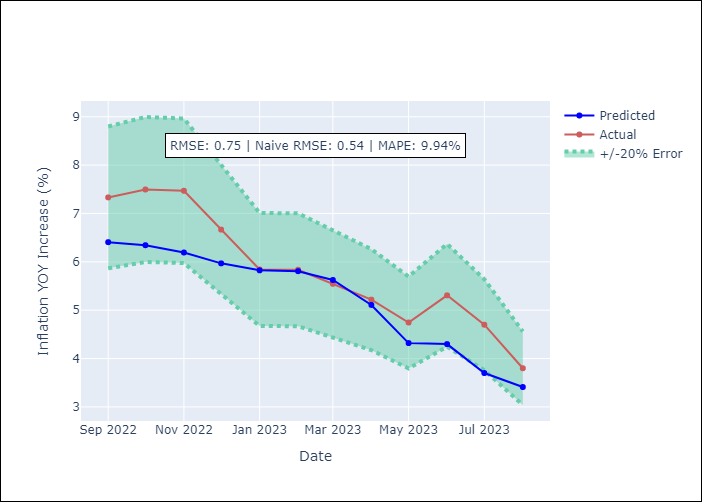 RMSE: 0.75 | Naive RMSE: 0.54 | MAPE: 9.94%
Predicted
Actual
+/-20% Error
Inflation YOY Increase (%)
9
8
7
6
5
4
3
Sep 2022 Nov 2022 Jan 2023 Mar 2023 May 2023 Jul 2023
Date